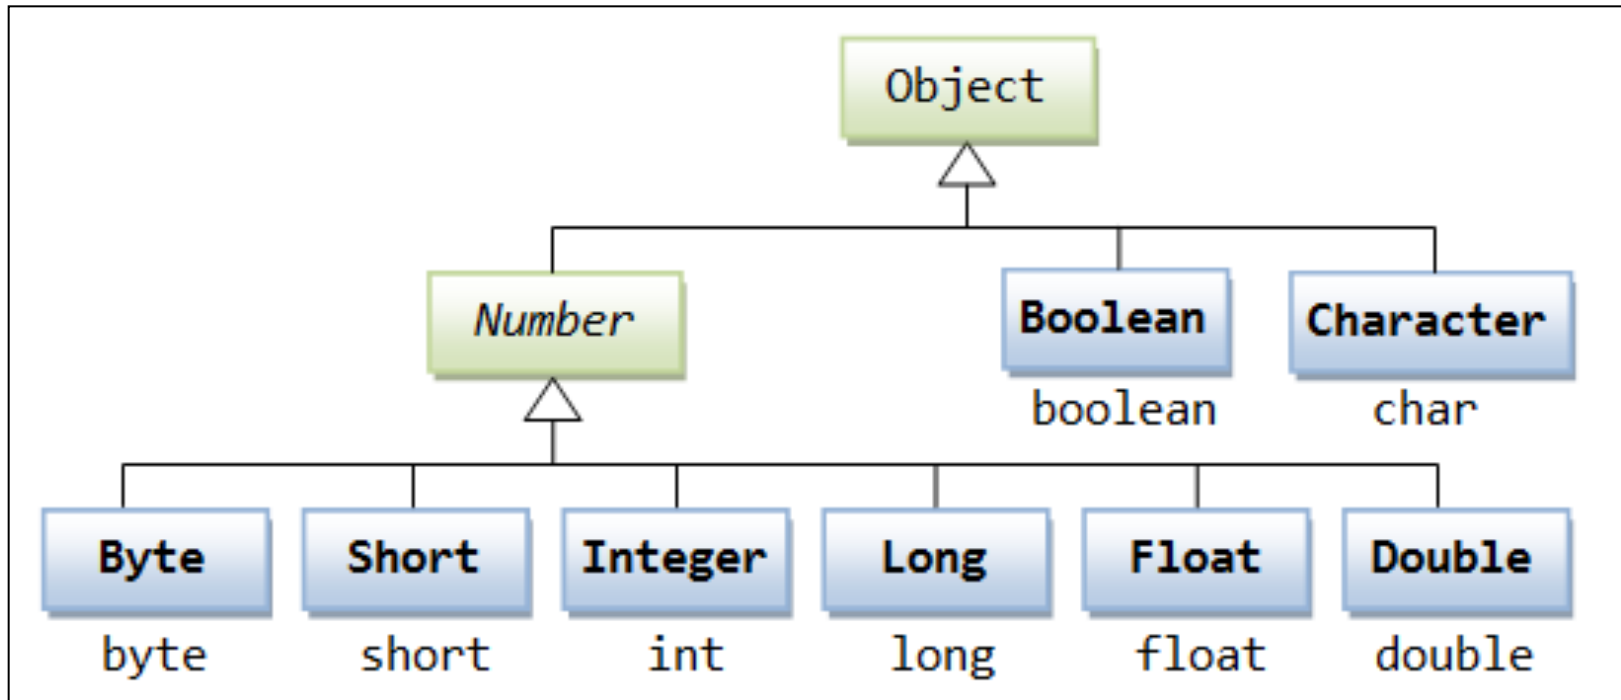 Object
Number
Boolean
Character
boolean
char
Byte
Short
Integer
Long
Float
Double
byte
short
int
long
float
double